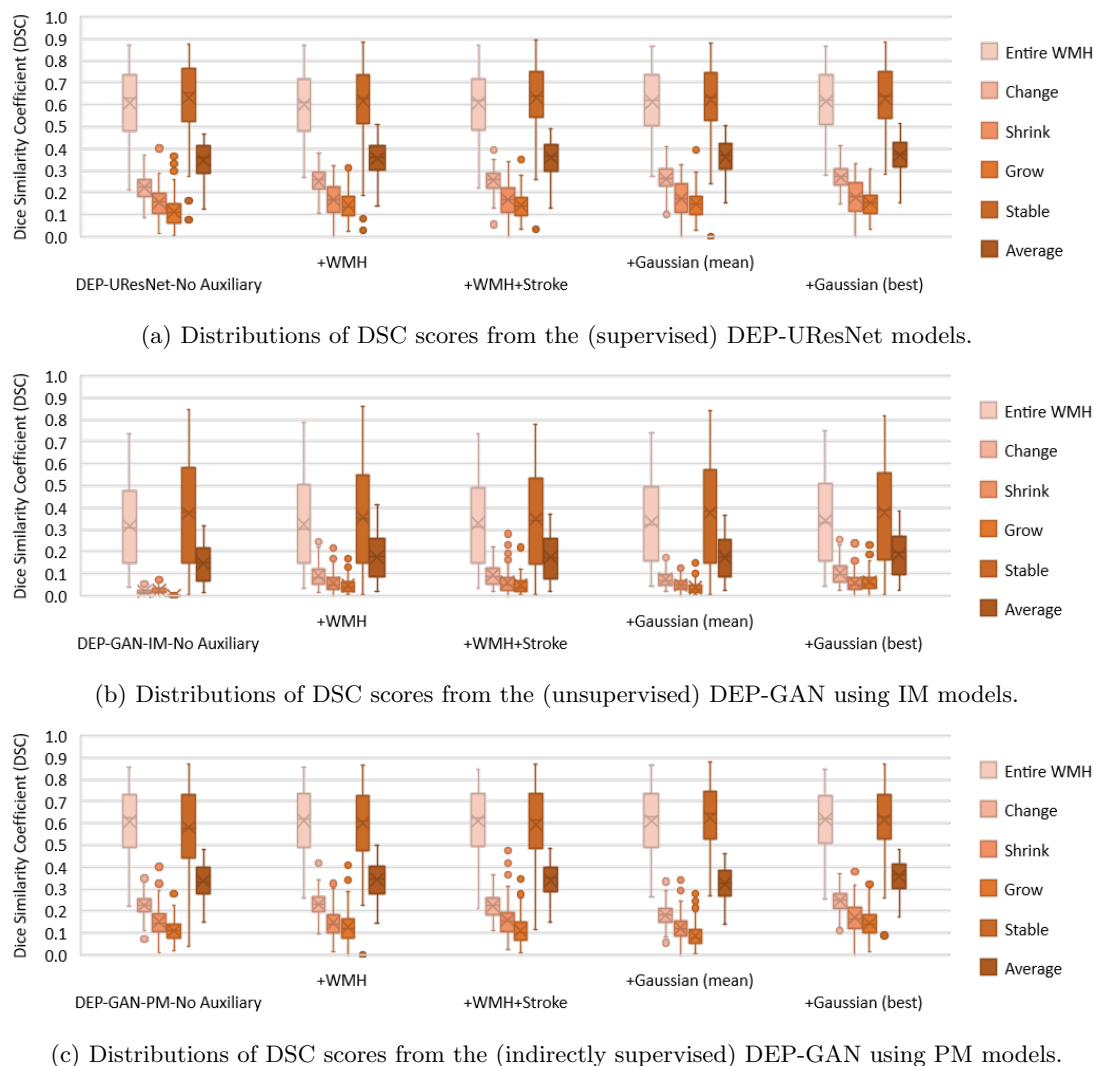 1.0
0.9
0.8
0.7
0.6
0.5
0.4
0.3
0.2
0.1
0.0
Dice Similarity Coefficient (DSC)
Entire WMH
Change
Shrink
Grow
Stable
Average
+WMH
+Gaussian (mean)
DEP-UResNet-No Auxiliary
+WMH+Stroke
+Gaussian (best)
(a) Distributions of DSC scores from the (supervised) DEP-UResNet models.
1.0
0.9
0.8
0.7
0.6
0.5
0.4
0.3
0.2
0.1
0.0
Dice Similarity Coefficient (DSC)
Entire WMH
Change
Shrink
Grow
Stable
Average
+WMH
+Gaussian (mean)
DEP-GAN-IM-No Auxiliary
+WMH+Stroke
+Gaussian (best)
(b) Distributions of DSC scores from the (unsupervised) DEP-GAN using IM models.
1.0
0.9
0.8
0.7
0.6
0.5
0.4
0.3
0.2
0.1
0.0
Dice Similarity Coefficient (DSC)
Entire WMH
Change
Shrink
Grow
Stable
Average
+WMH
+Gaussian (mean)
DEP-GAN-PM-No Auxiliary
+WMH+Stroke
+Gaussian (best)
(c) Distributions of DSC scores from the (indirectly supervised) DEP-GAN using PM models.